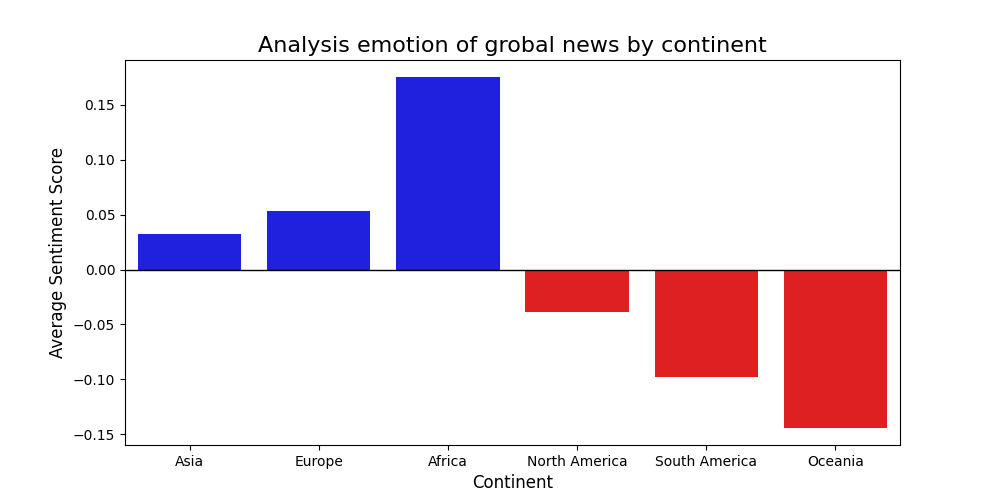 Analysis emotion of grobal news by continent
Average Sentiment Score
0.15
0.10
0.05
0.00
−0.05
−0.10
−0.15
Asia Europe Africa North America South America Oceania
Continent